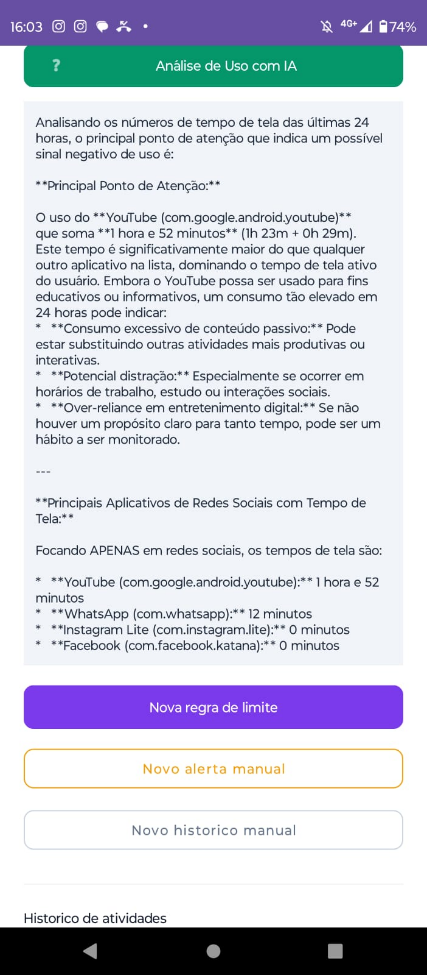 16:03
4G+
74%
?
Análise de Uso com IA
Analisando os números de tempo de tela das últimas 24
horas, o principal ponto de atenção que indica um possível
sinal negativo de uso é:
**Principal Ponto de Atenção:**
O uso do **YouTube (com.google.android.youtube)**
que soma **1 hora e 52 minutos** (1h 23m + 0h 29m).
Este tempo é significativamente maior do que qualquer
outro aplicativo na lista, dominando o tempo de tela ativo
do usuário. Embora o YouTube possa ser usado para fins
educativos ou informativos, um consumo tão elevado em
24 horas pode indicar:
* **Consumo excessivo de conteúdo passivo:** Pode
estar substituindo outras atividades mais produtivas ou
interativas.
* **Potencial distração:** Especialmente se ocorrer em
horários de trabalho, estudo ou interações sociais.
* **Over-reliance em entretenimento digital:** Se não
houver um propósito claro para tanto tempo, pode ser um
hábito a ser monitorado.
---
**Principais Aplicativos de Redes Sociais com Tempo de
Tela:**
Focando APENAS em redes sociais, os tempos de tela são:
* **YouTube (com.google.android.youtube):** 1 hora e 52
minutos
* **WhatsApp (com.whatsapp):** 12 minutos
* **Instagram Lite (com.instagram.lite):** 0 minutos
* **Facebook (com.facebook.katana):** 0 minutos
Nova regra de limite
Novo alerta manual
Novo historico manual
Historico de atividades